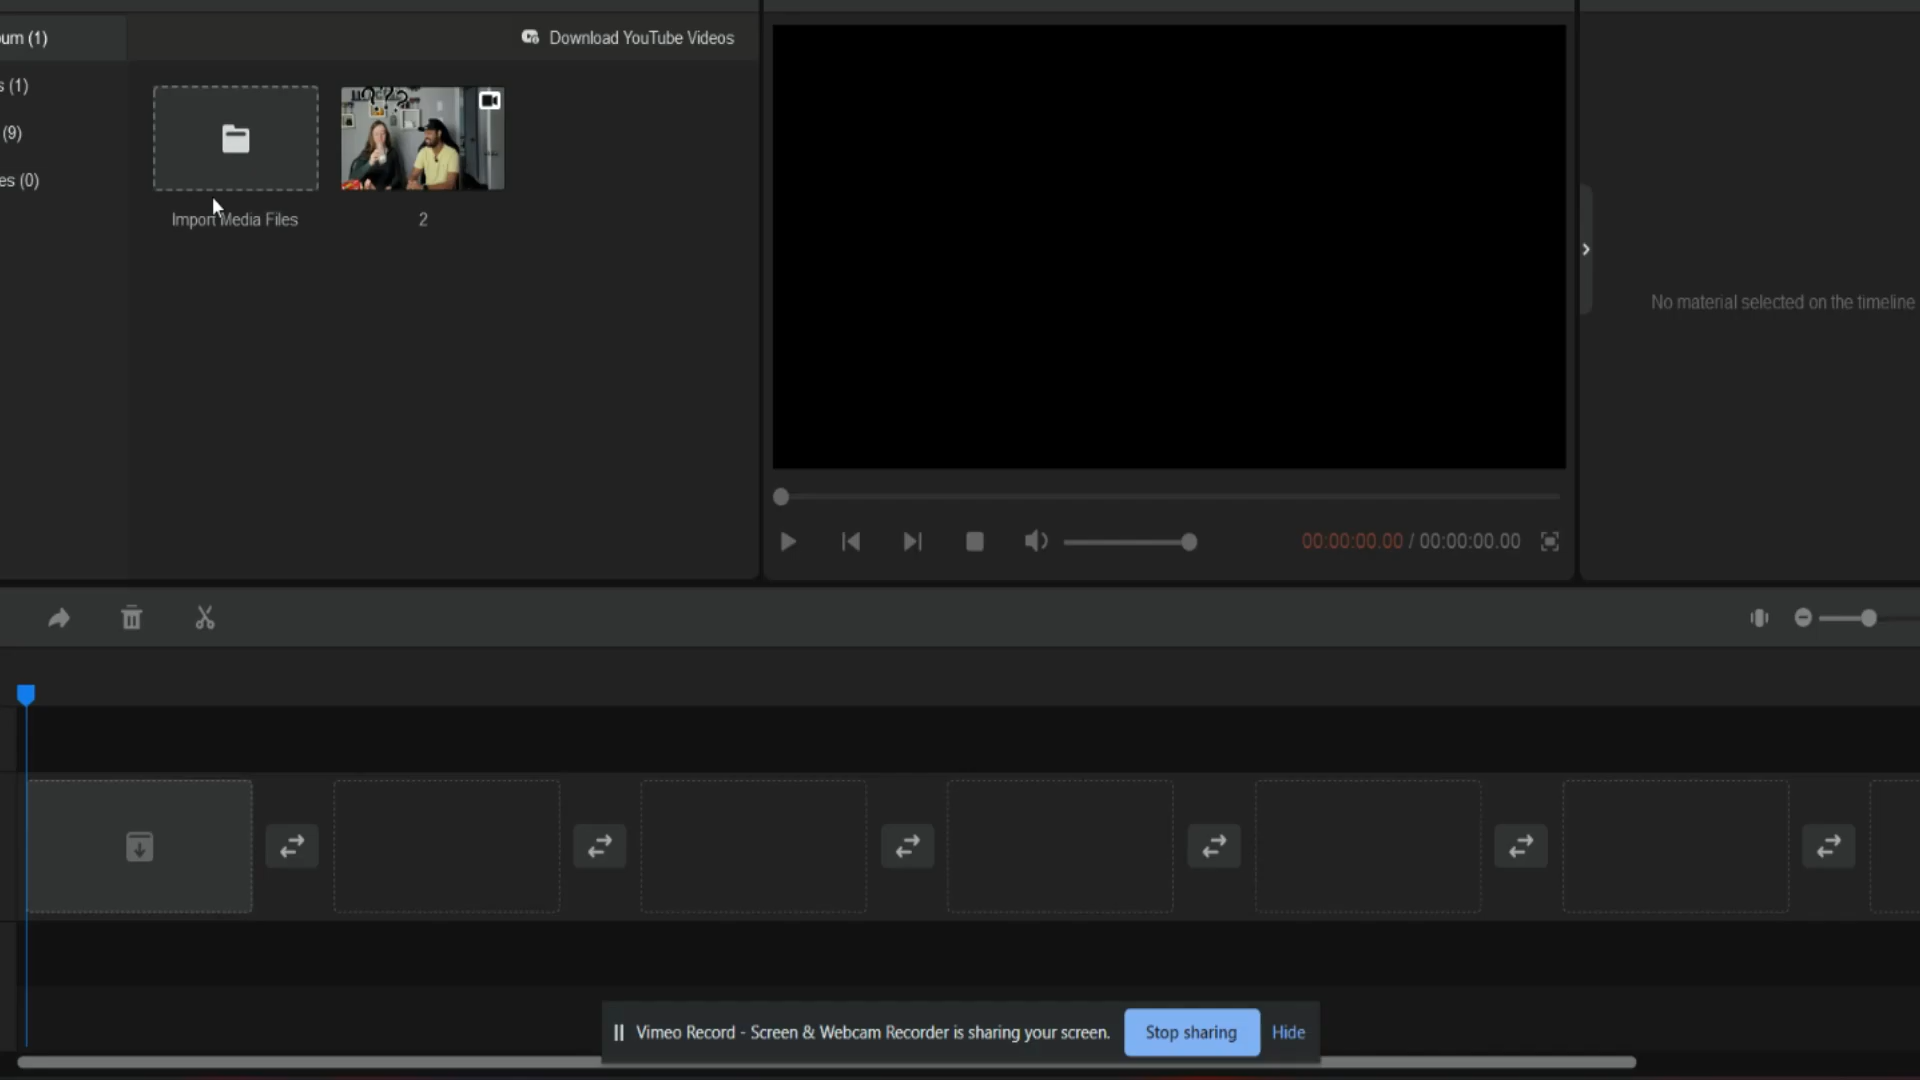 um (1)
Download YouTube Videos
s (1)
(9)
es (0)
???
Import Media Files
2
No material selected on the timeline
00:00:00.00 / 00:00:00.00
Vimeo Record - Screen & Webcam Recorder is sharing your screen.
Stop sharing
Hide